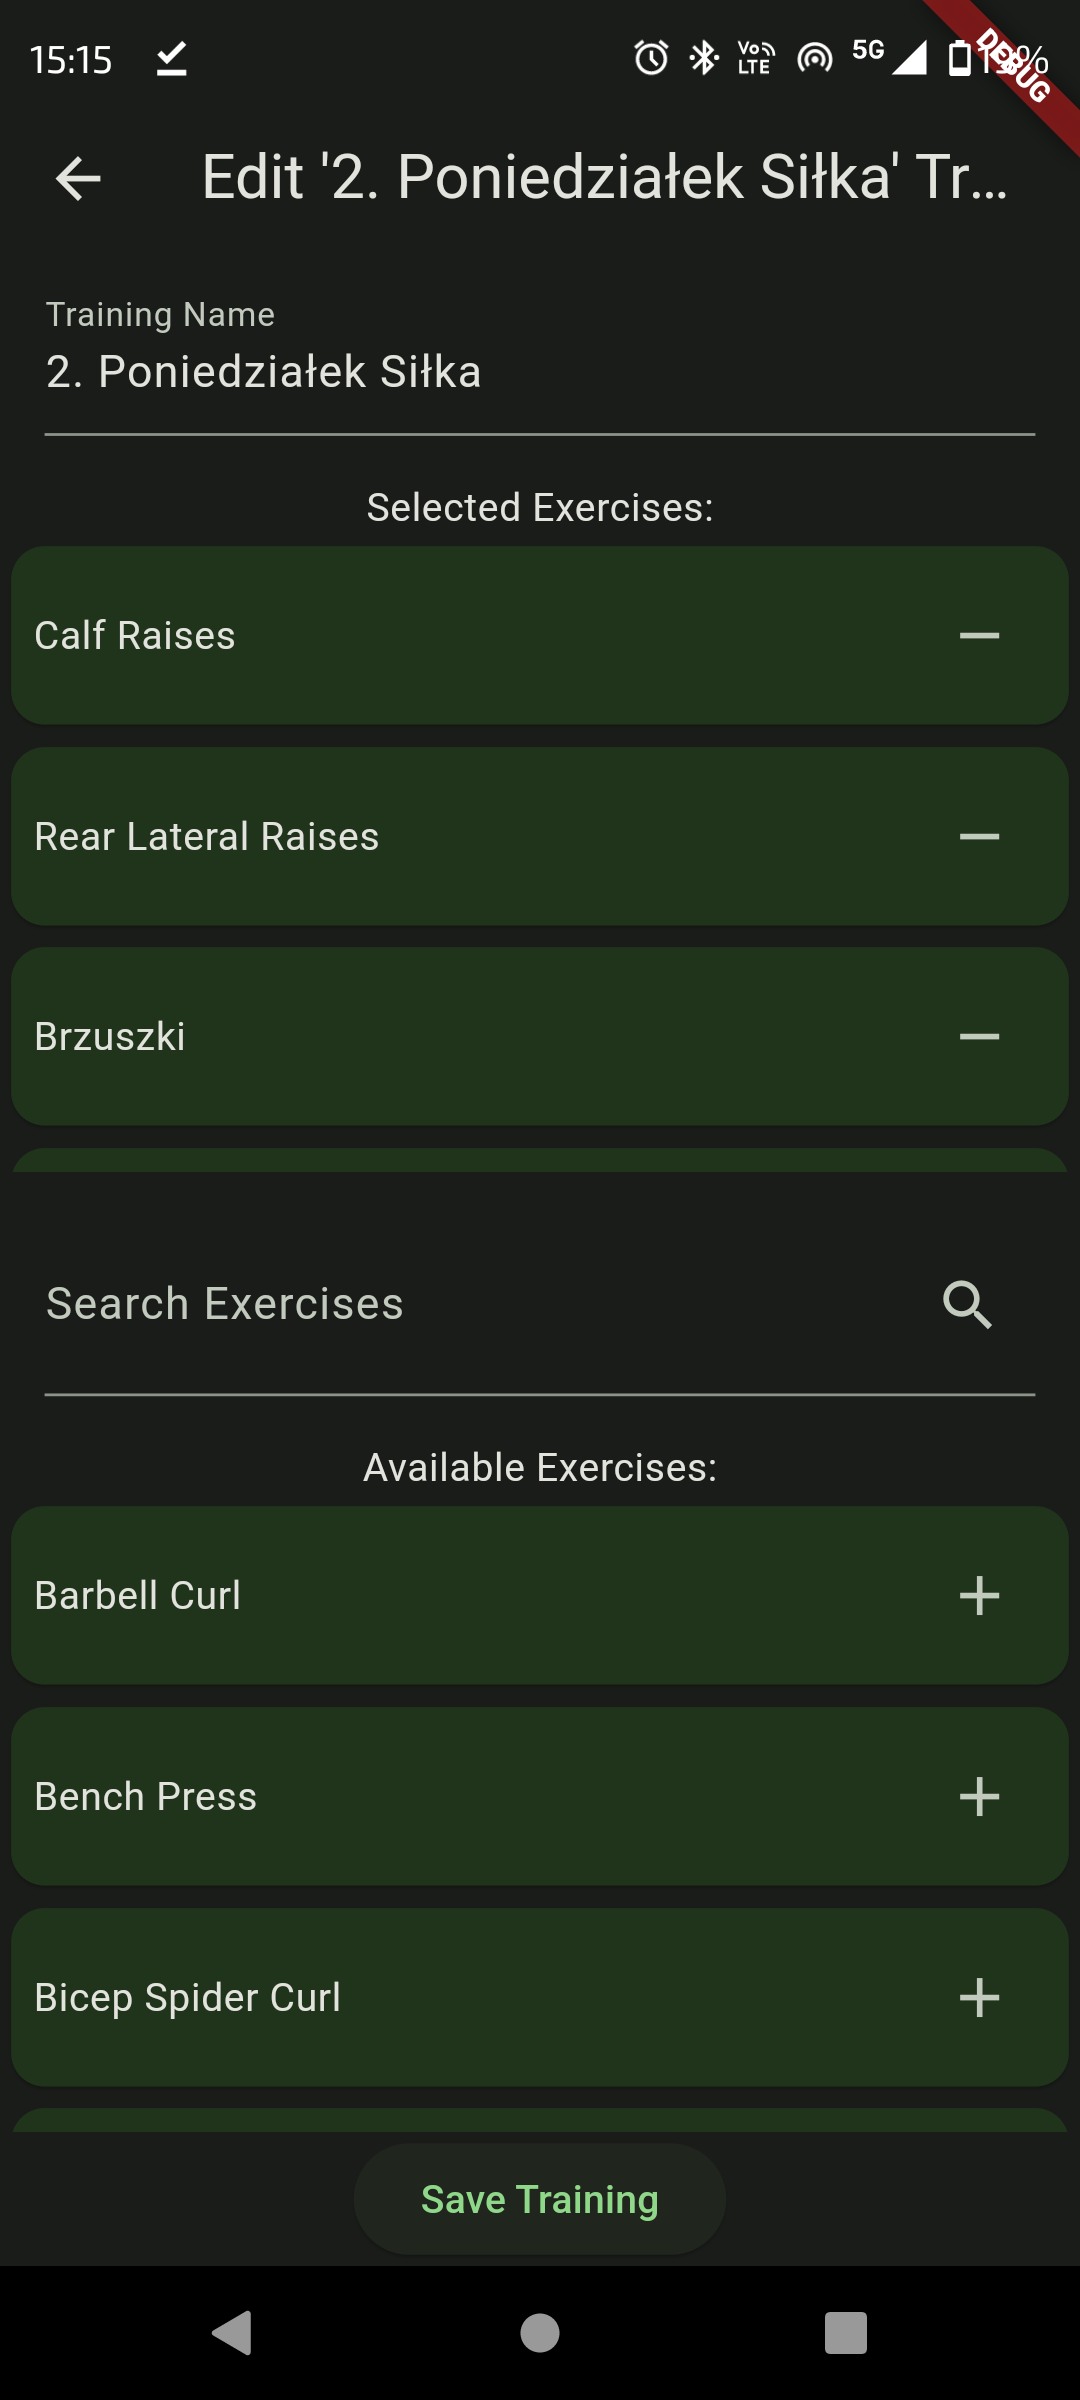 15:15
Vo LTE 5G
DEBUG
Edit '2. Poniedziałek Siłka' Tr...
Training Name
2. Poniedziałek Siłka
Selected Exercises:
Calf Raises
Rear Lateral Raises
Brzuszki
Search Exercises
Available Exercises:
Barbell Curl
Bench Press
Bicep Spider Curl
Save Training